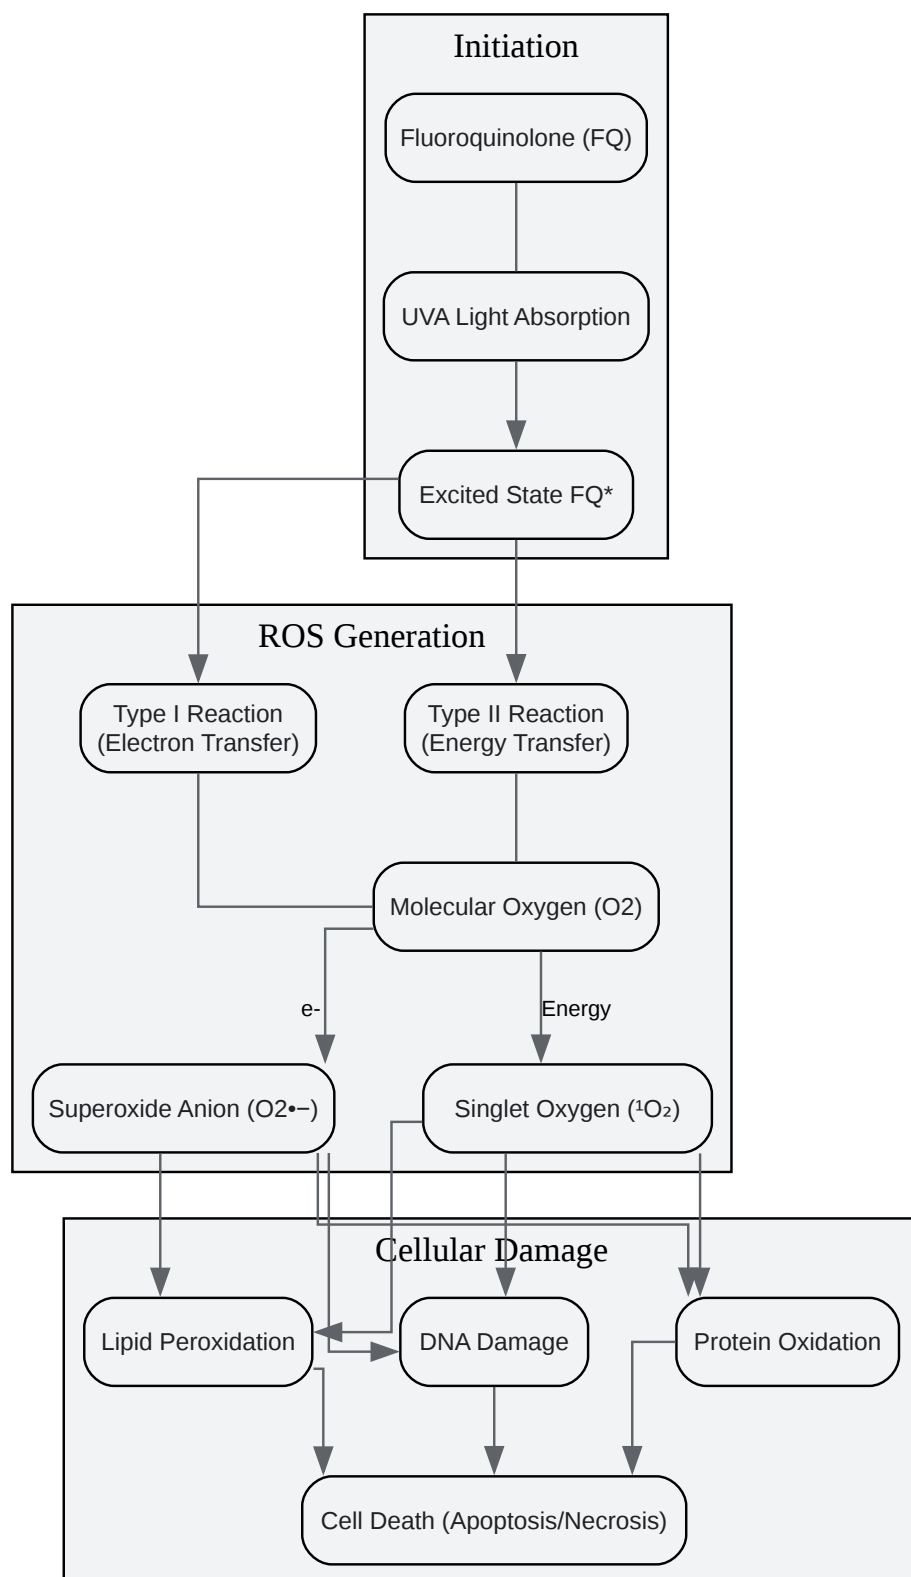 Initiation
Fluoroquinolone (FQ)
UVA Light Absorption
Excited State FQ*
ROS Generation
Type I Reaction
(Electron Transfer)
Type II Reaction
(Energy Transfer)
Molecular Oxygen (O2)
e-
Energy
Superoxide Anion (O2•−)
Singlet Oxygen (¹O₂)
Cellular Damage
Lipid Peroxidation
DNA Damage
Protein Oxidation
Cell Death (Apoptosis/Necrosis)